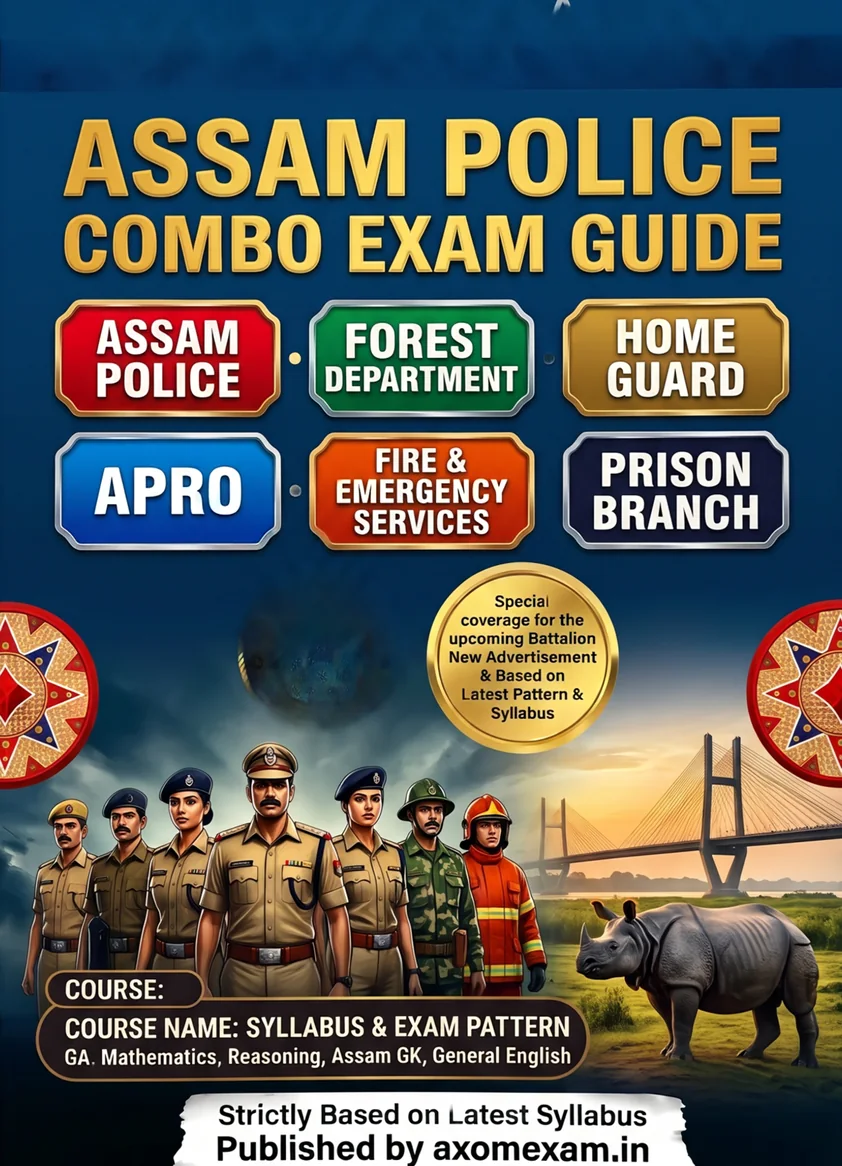 ASSAM POLICE
COMBO EXAM GUIDE
ASSAM
POLICE
FOREST
DEPARTMENT
HOME
GUARD
APRO
FIRE &
EMERGENCY
SERVICES
PRISON
BRANCH
Special
coverage for the
upcoming Battalion
New Advertisement
& Based on
Latest Pattern &
Syllabus
COURSE:
COURSE NAME: SYLLABUS & EXAM PATTERN
GA. Mathematics, Reasoning, Assam GK, General English
Strictly Based on Latest Syllabus
Published by axomexam.in